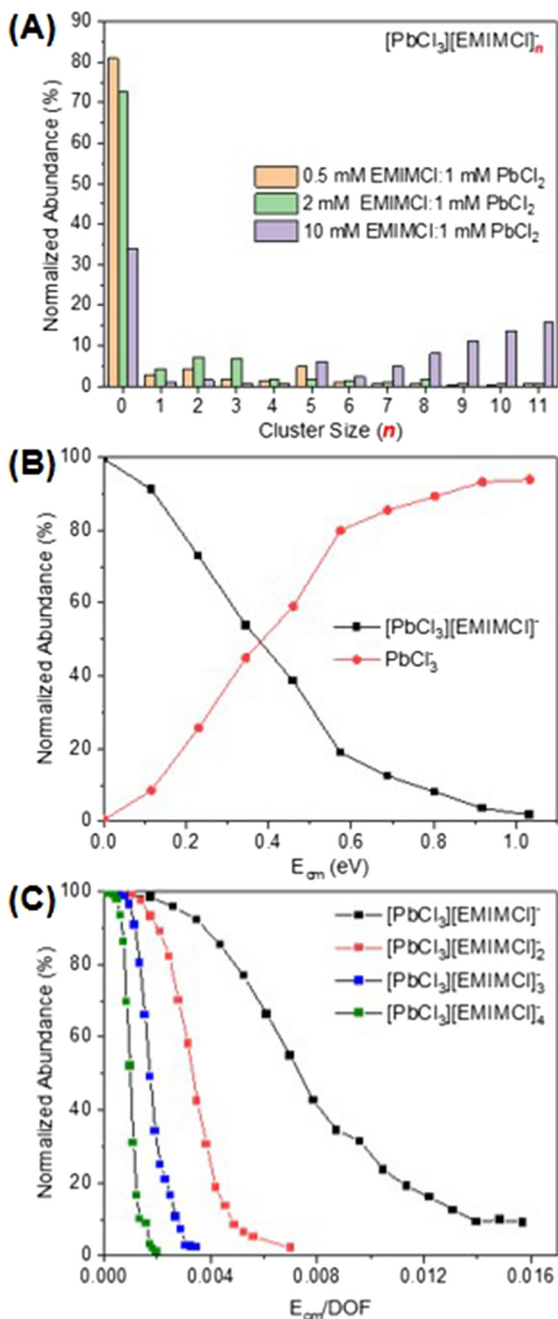 (A)
[PbCl3][EMIMCl]n-
0.5 mM EMIMCl:1 mM PbCl2
2 mM EMIMCl:1 mM PbCl2
10 mM EMIMCl:1 mM PbCl2
Normalized Abundance (%)
90
80
70
60
50
40
30
20
10
0
0 1 2 3 4 5 6 7 8 9 10 11
Cluster Size (n)
(B)
Normalized Abundance (%)
100
80
60
40
20
0
[PbCl3][EMIMCl]-
PbCl3-
0.0 0.2 0.4 0.6 0.8 1.0
Ecm (eV)
(C)
Normalized Abundance (%)
100
80
60
40
20
0
[PbCl3][EMIMCl]-
[PbCl3][EMIMCl]2-
[PbCl3][EMIMCl]3-
[PbCl3][EMIMCl]4-
0.000 0.004 0.008 0.012 0.016
Ecm/DOF